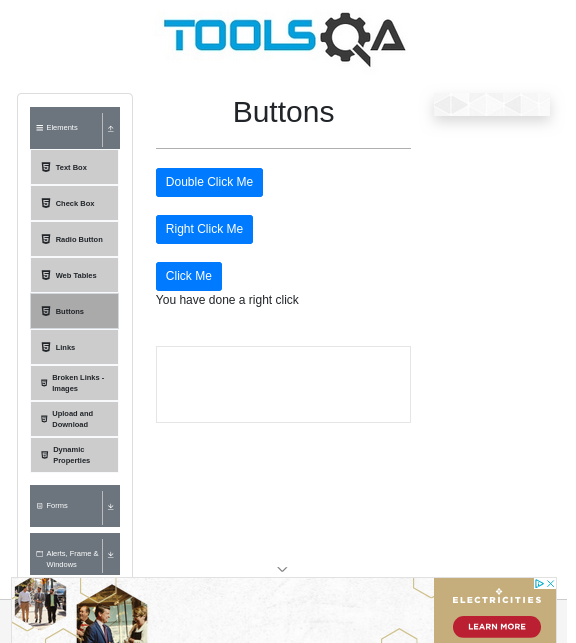 TOOLSQA
Buttons
Elements
Text Box
Check Box
Radio Button
Web Tables
Buttons
Links
Broken Links -
Images
Upload and
Download
Dynamic
Properties
Forms
Alerts, Frame &
Windows
Double Click Me
Right Click Me
Click Me
You have done a right click
ELECTRICITIES
LEARN MORE